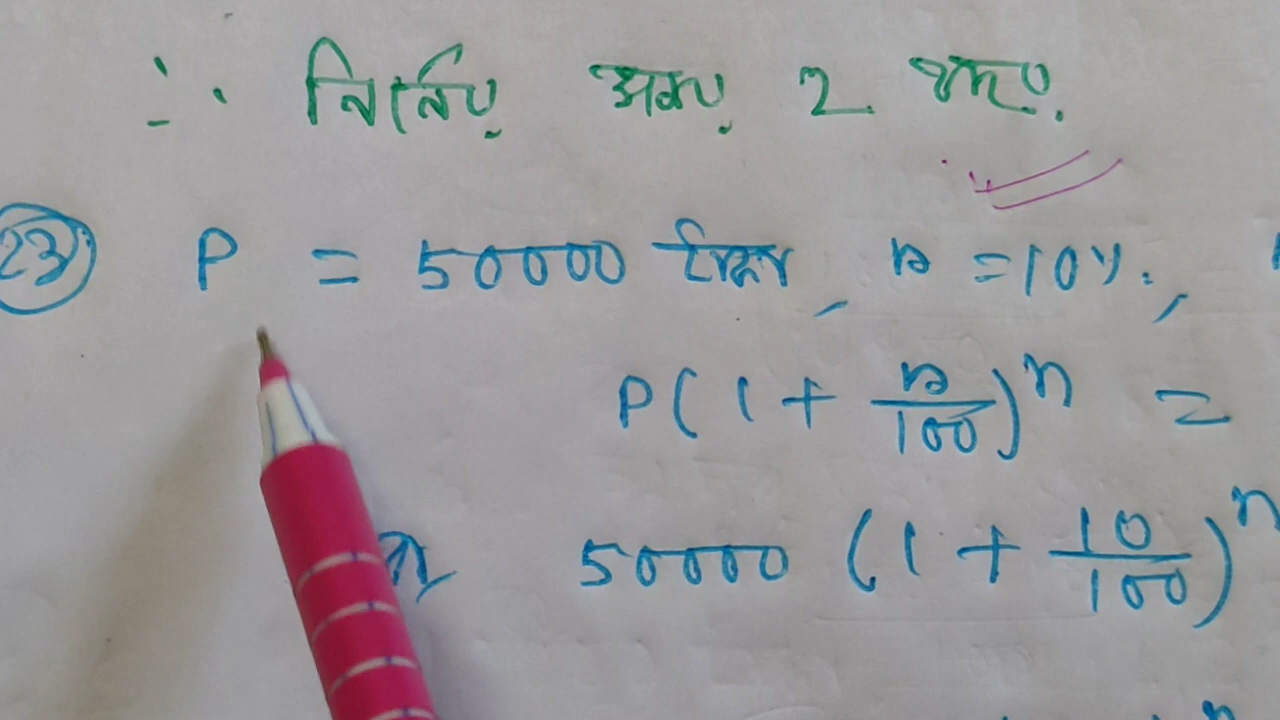 ∴ নির্ণেয় সময় 2 বছর.
23) P = 50000 টাকা, r = 10%,
P(1 + r/100)^n =
বা, 50000 (1 + 10/100)^n